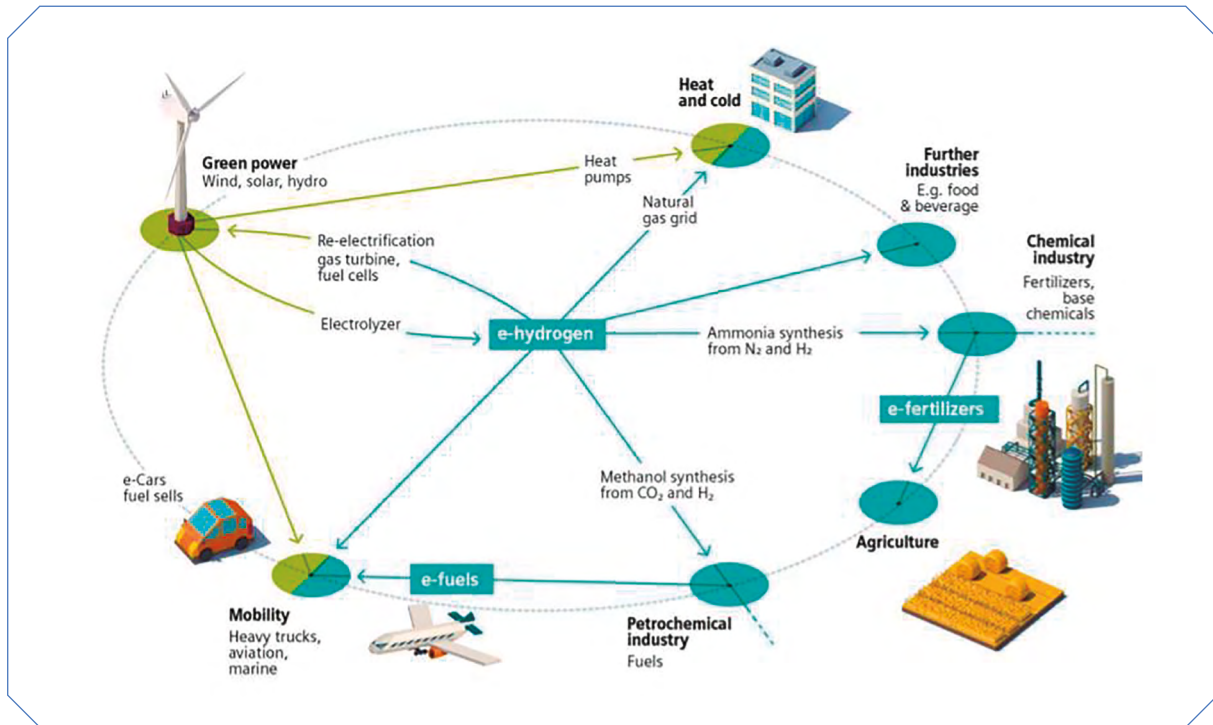 Heat
and cold
Green power
Wind, solar, hydro
Heat
pumps
Further
industries
E.g. food
& beverage
Natural
gas grid
Re-electrification
gas turbine,
fuel cells
Chemical
industry
Fertilizers,
base
chemicals
Electrolyzer
e-hydrogen
Ammonia synthesis
from N₂ and H₂
e-fertilizers
e-Cars
fuel sells
Methanol synthesis
from CO₂ and H₂
Agriculture
e-fuels
Mobility
Heavy trucks,
aviation,
marine
Petrochemical
industry
Fuels